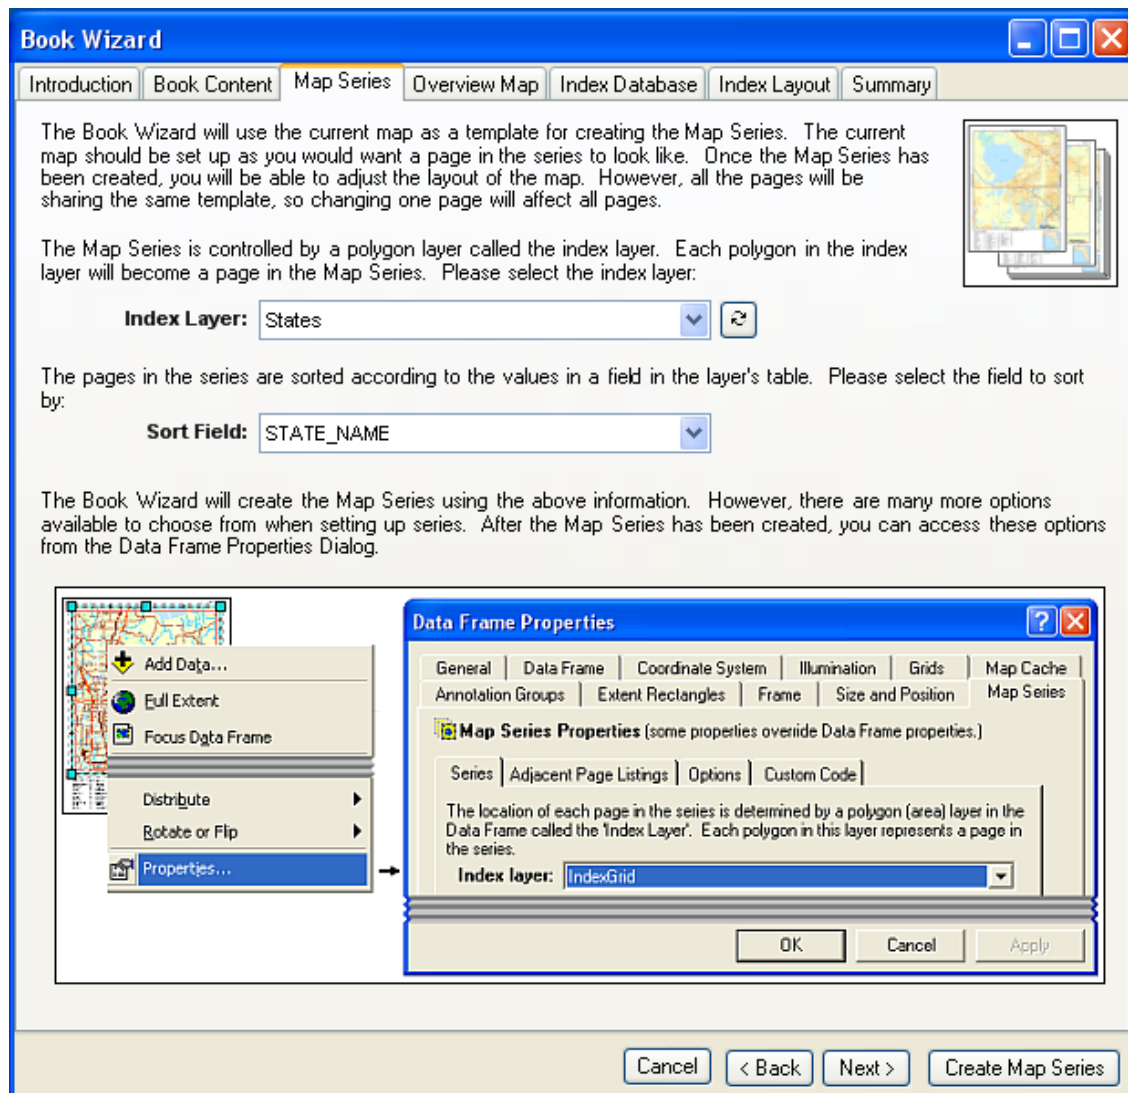 Book Wizard
Introduction Book Content Map Series Overview Map Index Database Index Layout Summary
The Book Wizard will use the current map as a template for creating the Map Series. The current
map should be set up as you would want a page in the series to look like. Once the Map Series has
been created, you will be able to adjust the layout of the map. However, all the pages will be
sharing the same template, so changing one page will affect all pages.
The Map Series is controlled by a polygon layer called the index layer. Each polygon in the index
layer will become a page in the Map Series. Please select the index layer:
Index Layer: States
The pages in the series are sorted according to the values in a field in the layer's table. Please select the field to sort
by:
Sort Field: STATE_NAME
The Book Wizard will create the Map Series using the above information. However, there are many more options
available to choose from when setting up series. After the Map Series has been created, you can access these options
from the Data Frame Properties Dialog.
Add Data...
Full Extent
Focus Data Frame
Distribute
Rotate or Flip
Properties...
Data Frame Properties
General Data Frame Coordinate System Illumination Grids Map Cache
Annotation Groups Extent Rectangles Frame Size and Position Map Series
Map Series Properties (some properties override Data Frame properties.)
Series Adjacent Page Listings Options Custom Code
The location of each page in the series is determined by a polygon (area) layer in the
Data Frame called the 'Index Layer'. Each polygon in this layer represents a page in
the series.
Index layer: IndexGrid
OK Cancel Apply
Cancel < Back Next > Create Map Series